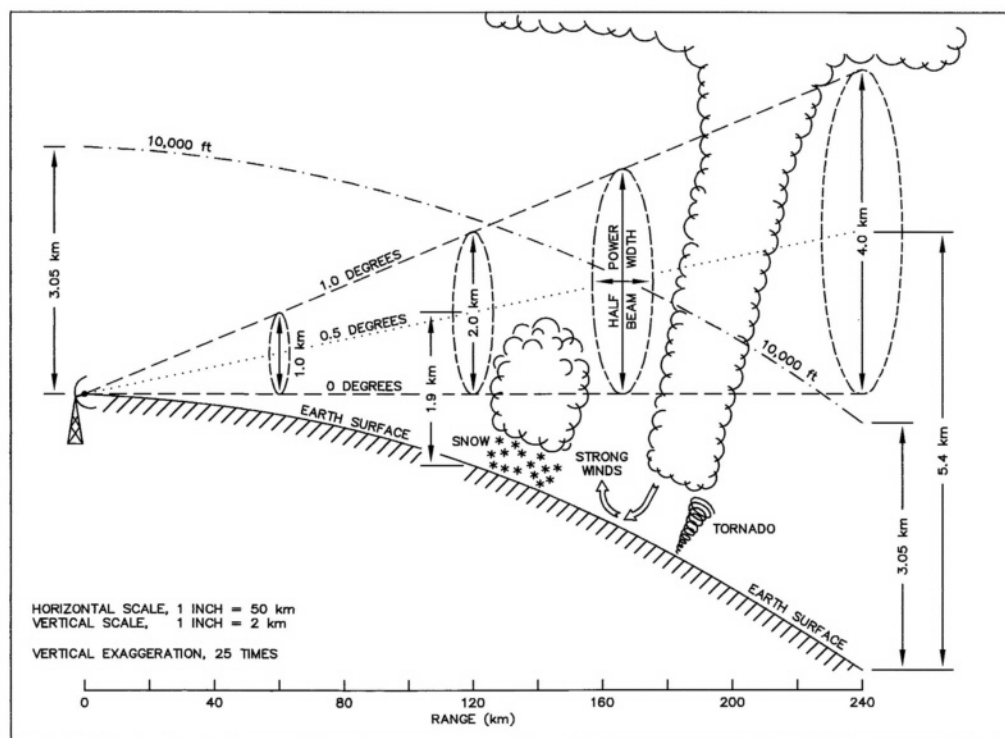 10,000 ft
3.05 km
1.0 DEGREES
0.5 DEGREES
0 DEGREES
1.0 km
2.0 km
1.9 km
HALF POWER
BEAM WIDTH
4.0 km
10,000 ft
5.4 km
3.05 km
EARTH SURFACE
SNOW
STRONG
WINDS
TORNADO
EARTH SURFACE
HORIZONTAL SCALE, 1 INCH = 50 km
VERTICAL SCALE, 1 INCH = 2 km
VERTICAL EXAGGERATION, 25 TIMES
0 40 80 120 160 200 240
RANGE (km)